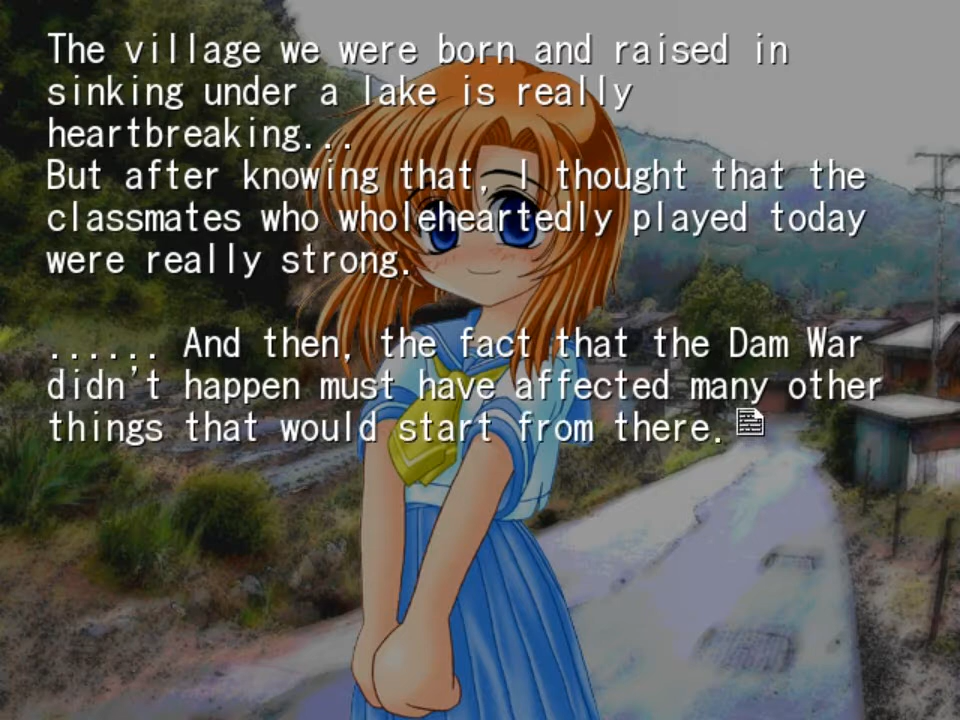 The village we were born and raised in
sinking under a lake is really
heartbreaking...
But after knowing that, I thought that the
classmates who wholeheartedly played today
were really strong.
...... And then, the fact that the Dam War
didn't happen must have affected many other
things that would start from there.